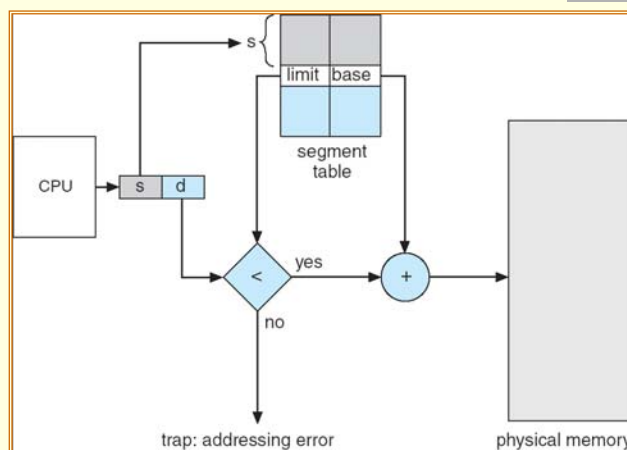 s
limit base
segment
table
CPU
s d
<
yes
+
no
trap: addressing error
physical memory